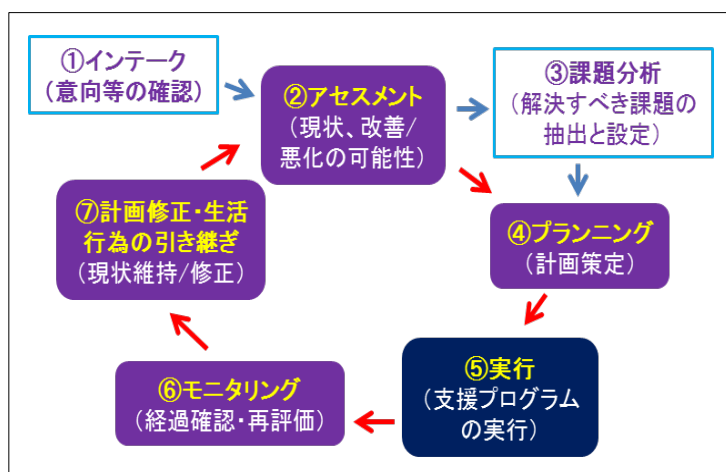 ①インテーク
(意向等の確認)
②アセスメント
(現状、改善/
悪化の可能性)
③課題分析
(解決すべき課題の
抽出と設定)
④プランニング
(計画策定)
⑤実行
(支援プログラム
の実行)
⑥モニタリング
(経過確認・再評価)
⑦計画修正・生活
行為の引き継ぎ
(現状維持/修正)